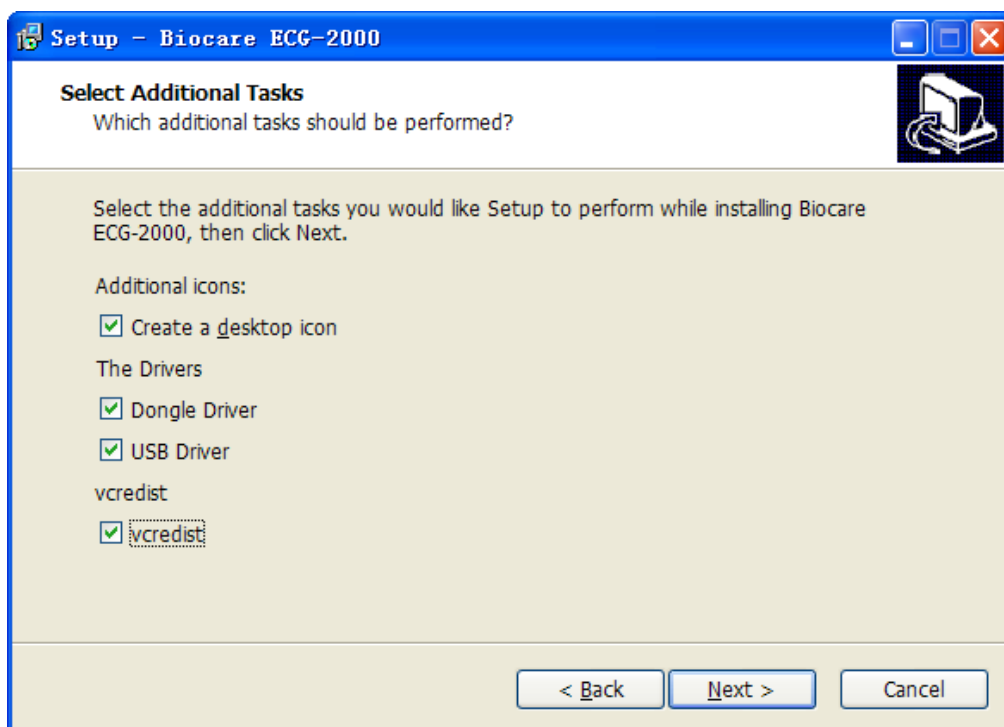 Setup - Biocare ECG-2000
Select Additional Tasks
Which additional tasks should be performed?
Select the additional tasks you would like Setup to perform while installing Biocare
ECG-2000, then click Next.
Additional icons:
Create a desktop icon
The Drivers
Dongle Driver
USB Driver
vcredist
vcredist
< Back
Next >
Cancel